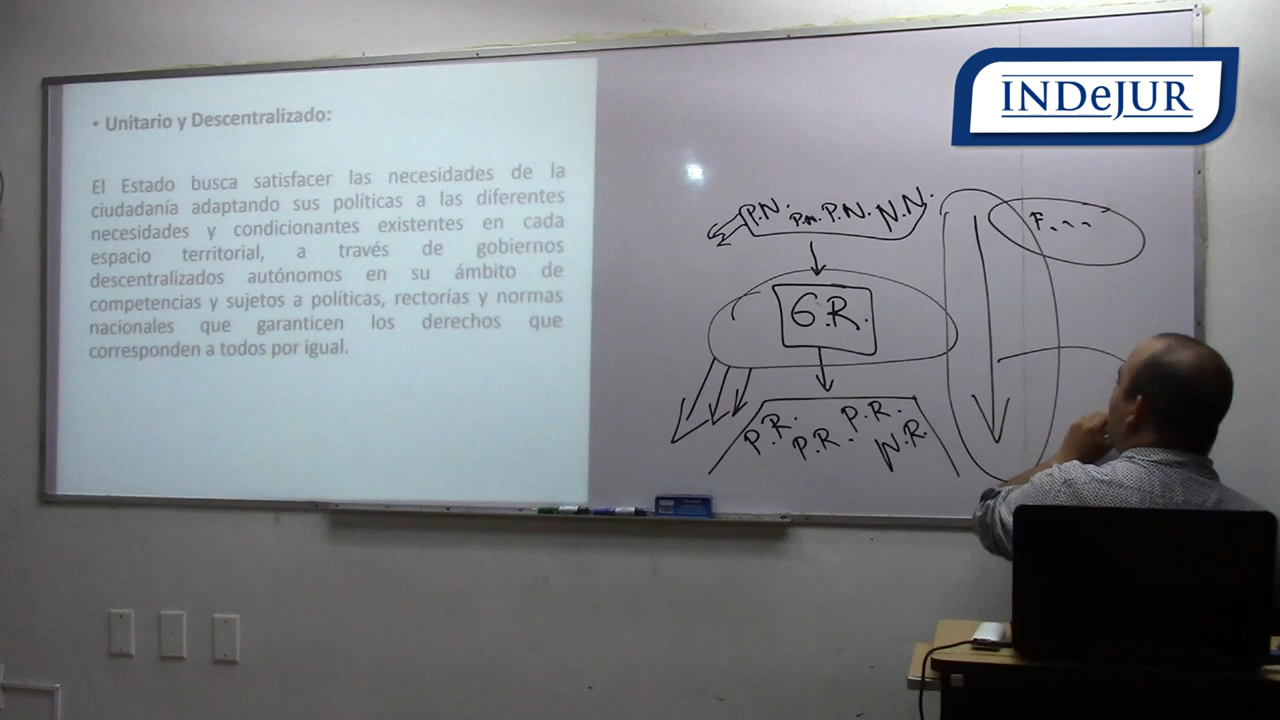 • Unitario y Descentralizado:
El Estado busca satisfacer las necesidades de la
ciudadanía adaptando sus políticas a las diferentes
necesidades y condicionantes existentes en cada
espacio territorial, a través de gobiernos
descentralizados autónomos en su ámbito de
competencias y sujetos a políticas, rectorías y normas
nacionales que garanticen los derechos que
corresponden a todos por igual.
INDeJUR
P.N. P.N. P.N. N.N.
F...
G.R.
P.R. P.R. P.R. N.R.